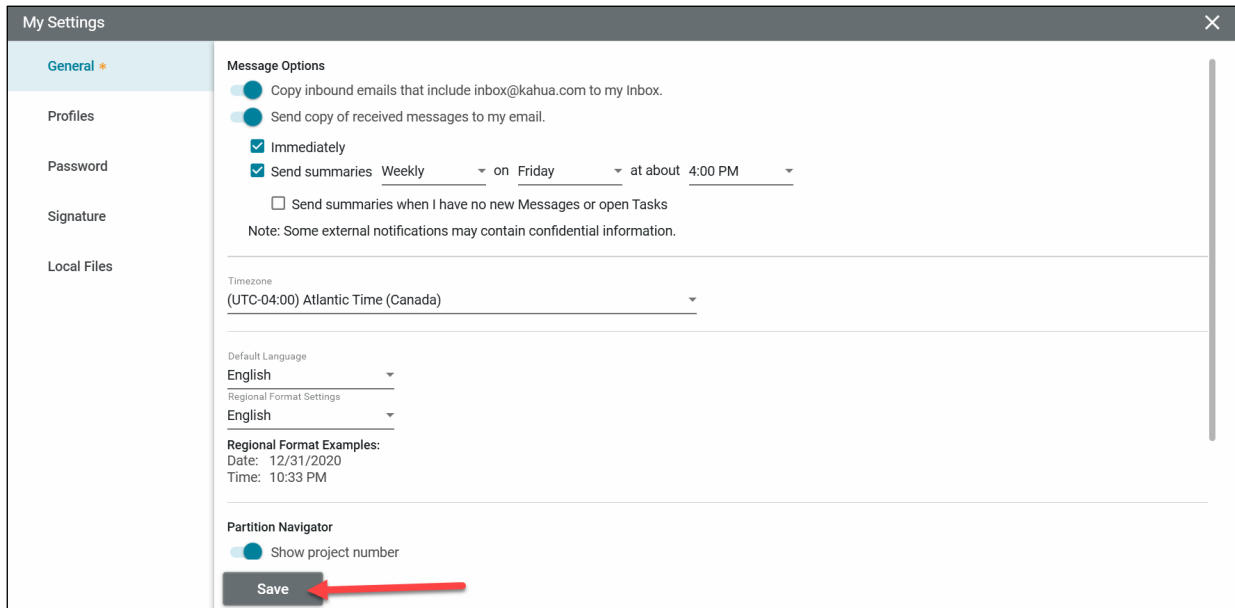 My Settings
General *
Profiles
Password
Signature
Local Files
Message Options
Copy inbound emails that include inbox@kahua.com to my Inbox.
Send copy of received messages to my email.
Immediately
Send summaries Weekly on Friday at about 4:00 PM
Send summaries when I have no new Messages or open Tasks
Note: Some external notifications may contain confidential information.
Timezone
(UTC-04:00) Atlantic Time (Canada)
Default Language
English
Regional Format Settings
English
Regional Format Examples:
Date: 12/31/2020
Time: 10:33 PM
Partition Navigator
Show project number
Save